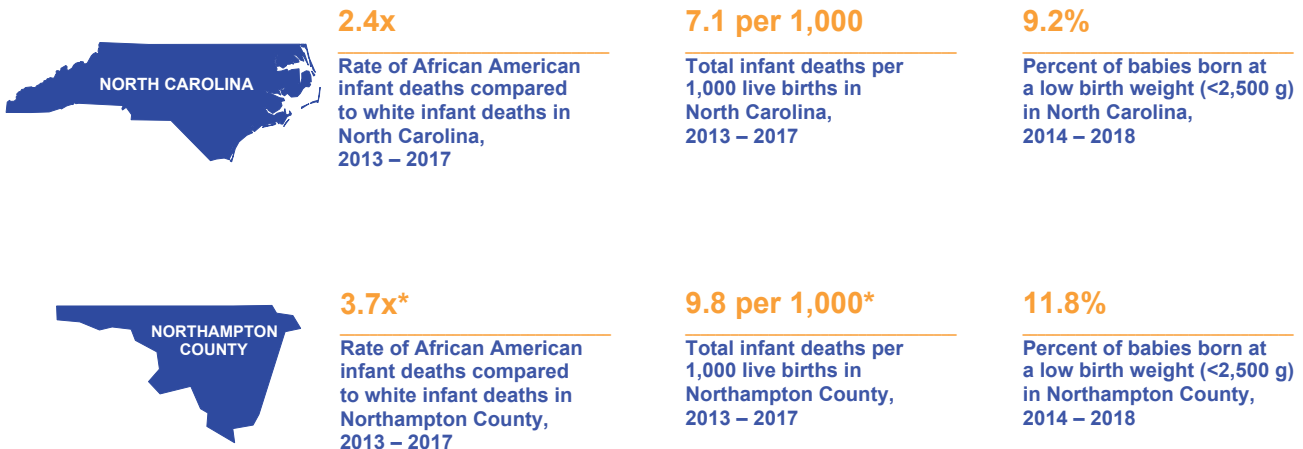 NORTH CAROLINA
2.4x
Rate of African American
infant deaths compared
to white infant deaths in
North Carolina,
2013 – 2017
7.1 per 1,000
Total infant deaths per
1,000 live births in
North Carolina,
2013 – 2017
9.2%
Percent of babies born at
a low birth weight (<2,500 g)
in North Carolina,
2014 – 2018
NORTHAMPTON
COUNTY
3.7x*
Rate of African American
infant deaths compared
to white infant deaths in
Northampton County,
2013 – 2017
9.8 per 1,000*
Total infant deaths per
1,000 live births in
Northampton County,
2013 – 2017
11.8%
Percent of babies born at
a low birth weight (<2,500 g)
in Northampton County,
2014 – 2018